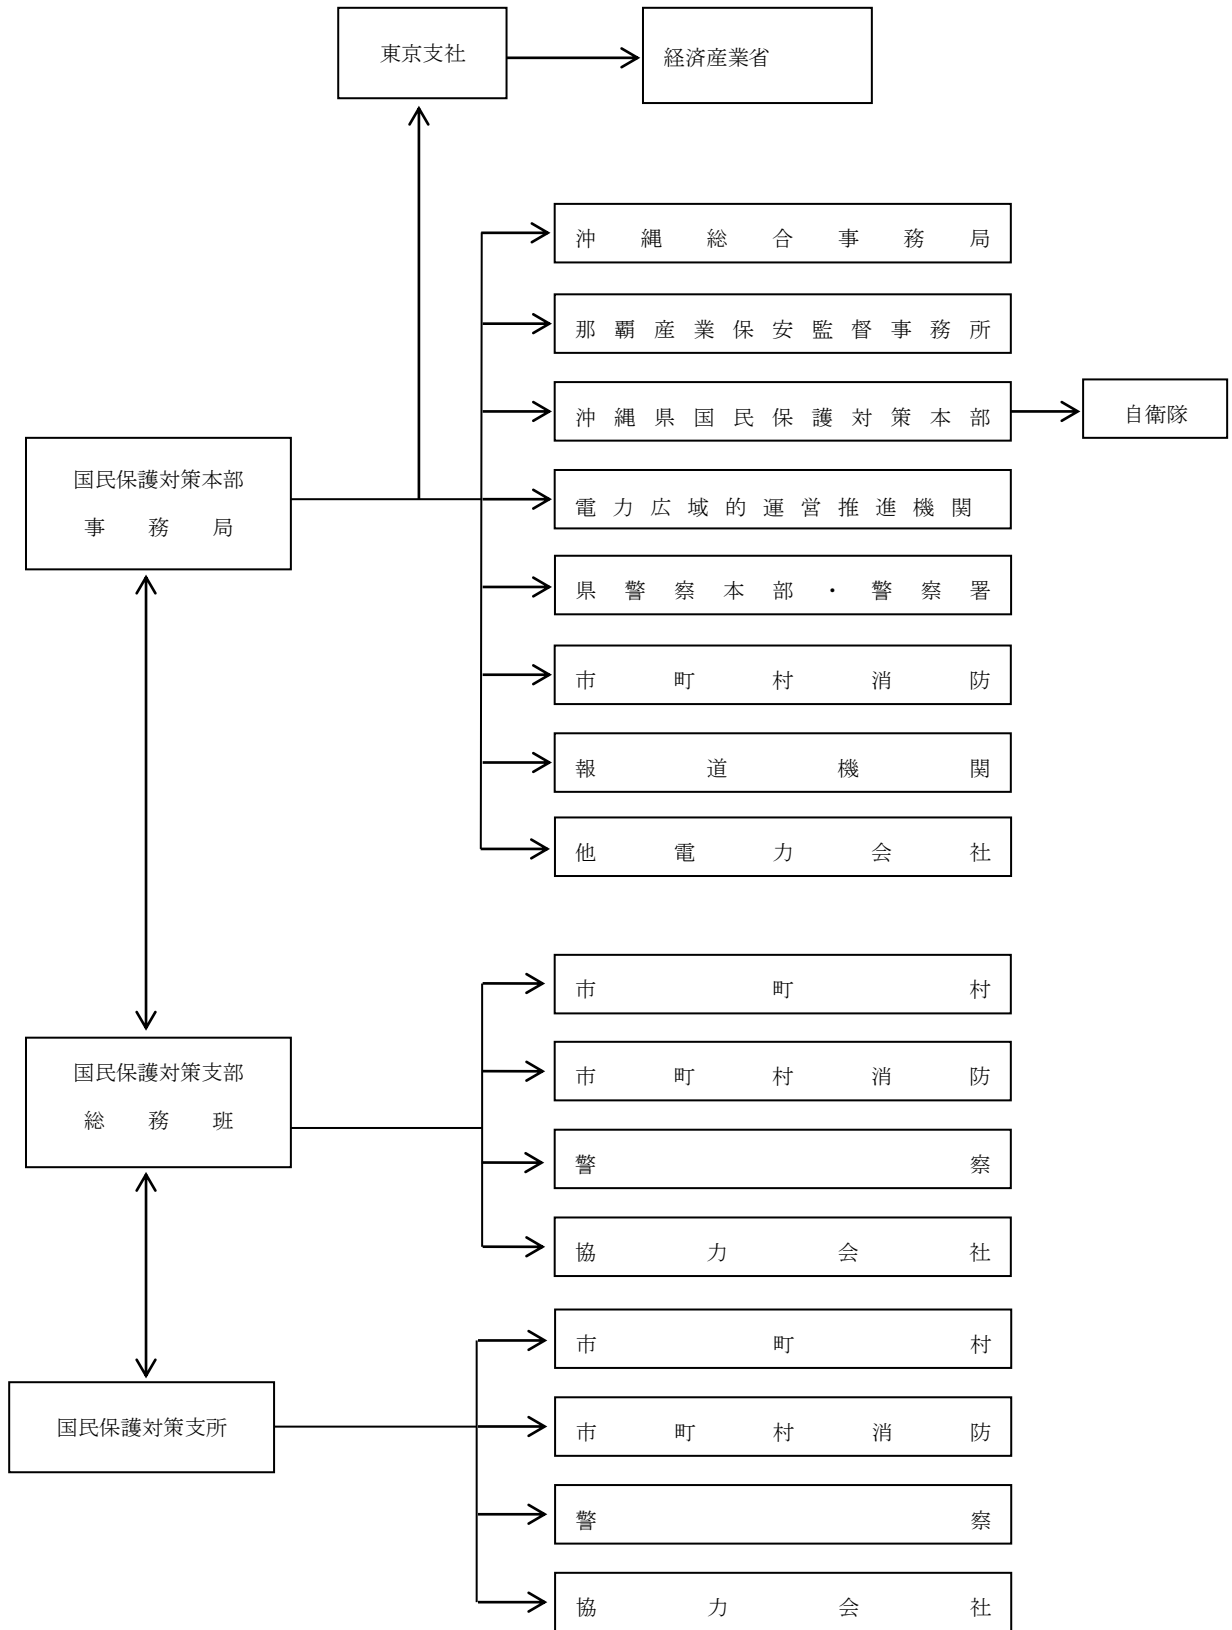 東京支社
経済産業省
沖縄総合事務局
那覇産業保安監督事務所
沖縄県国民保護対策本部
自衛隊
国民保護対策本部
事務局
電力広域的運営推進機関
県警察本部・警察署
市町村消防
報道機関
他電力会社
市町村
国民保護対策支部
総務班
市町村消防
警察
協力会社
市町村
国民保護対策支所
市町村消防
警察
協力会社